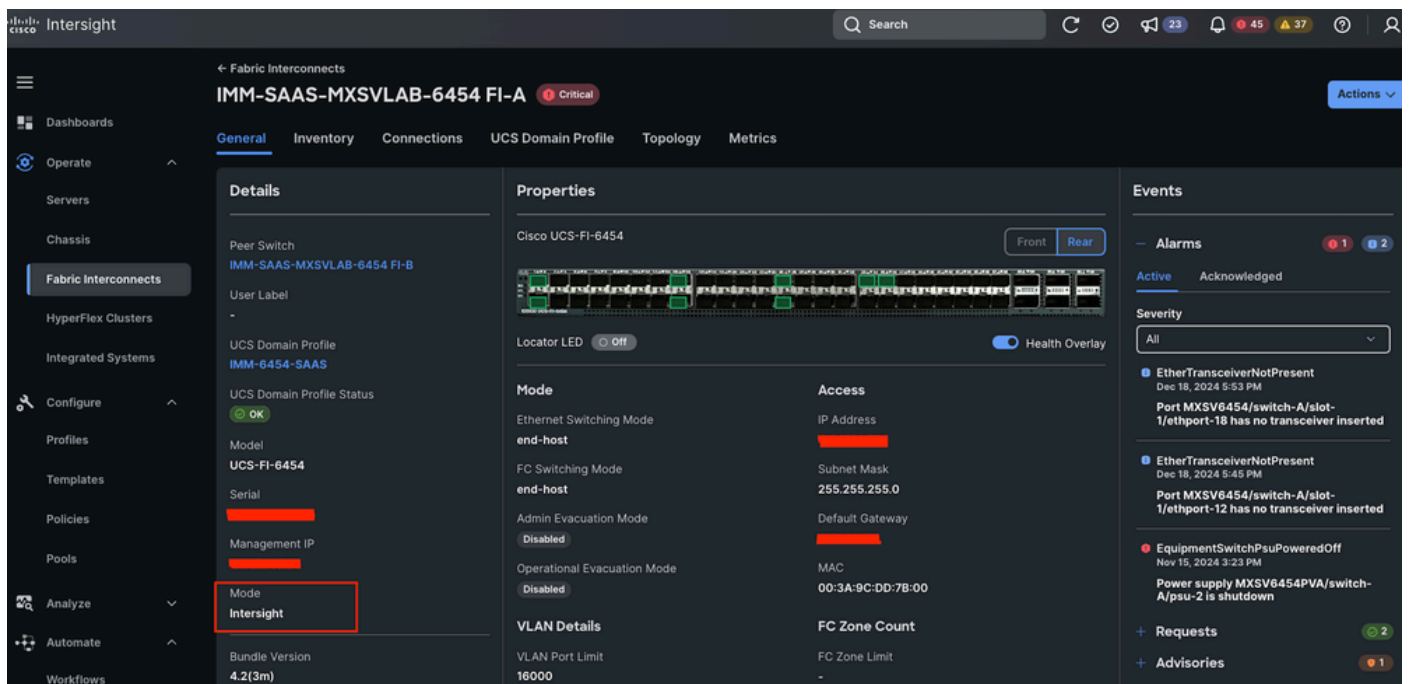 cisco Intersight
Search
23
45
37
Dashboards
Operate
Servers
Chassis
Fabric Interconnects
HyperFlex Clusters
Integrated Systems
Configure
Profiles
Templates
Policies
Pools
Analyze
Automate
Workflows
← Fabric Interconnects
IMM-SAAS-MXSVLAB-6454 FI-A
Critical
Actions
General
Inventory
Connections
UCS Domain Profile
Topology
Metrics
Details
Peer Switch
IMM-SAAS-MXSVLAB-6454 FI-B
User Label
-
UCS Domain Profile
IMM-6454-SAAS
UCS Domain Profile Status
OK
Model
UCS-FI-6454
Serial
Management IP
Mode
Intersight
Bundle Version
4.2(3m)
Properties
Cisco UCS-FI-6454
Front
Rear
Locator LED
Off
Health Overlay
Mode
Ethernet Switching Mode
end-host
FC Switching Mode
end-host
Admin Evacuation Mode
Disabled
Operational Evacuation Mode
Disabled
VLAN Details
VLAN Port Limit
16000
Access
IP Address
Subnet Mask
255.255.255.0
Default Gateway
MAC
00:3A:9C:DD:7B:00
FC Zone Count
FC Zone Limit
-
Events
Alarms
1
2
Active
Acknowledged
Severity
All
EtherTransceiverNotPresent
Dec 18, 2024 5:53 PM
Port MXSV6454/switch-A/slot-
1/ethport-18 has no transceiver inserted
EtherTransceiverNotPresent
Dec 18, 2024 5:45 PM
Port MXSV6454/switch-A/slot-
1/ethport-12 has no transceiver inserted
EquipmentSwitchPsuPoweredOff
Nov 15, 2024 3:23 PM
Power supply MXSV6454PVA/switch-
A/psu-2 is shutdown
Requests
2
Advisories
1